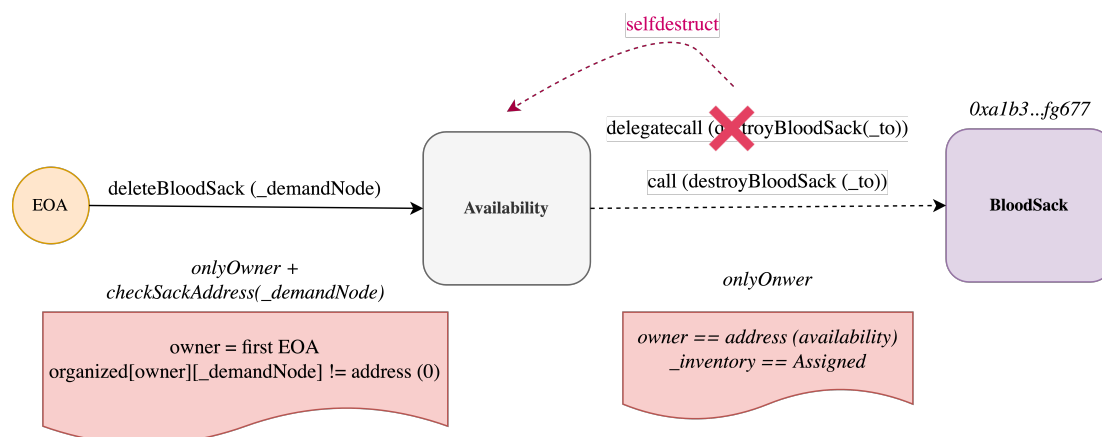 selfdestruct
0xa1b3...fg677
delegatecall (destroyBloodSack(_to))
call (destroyBloodSack (_to))
deleteBloodSack (_demandNode)
EOA
Availability
BloodSack
onlyOwner +
checkSackAddress(_demandNode)
onlyOnwer
owner = first EOA
organized[owner][_demandNode] != address (0)
owner == address (availability)
_inventory == Assigned